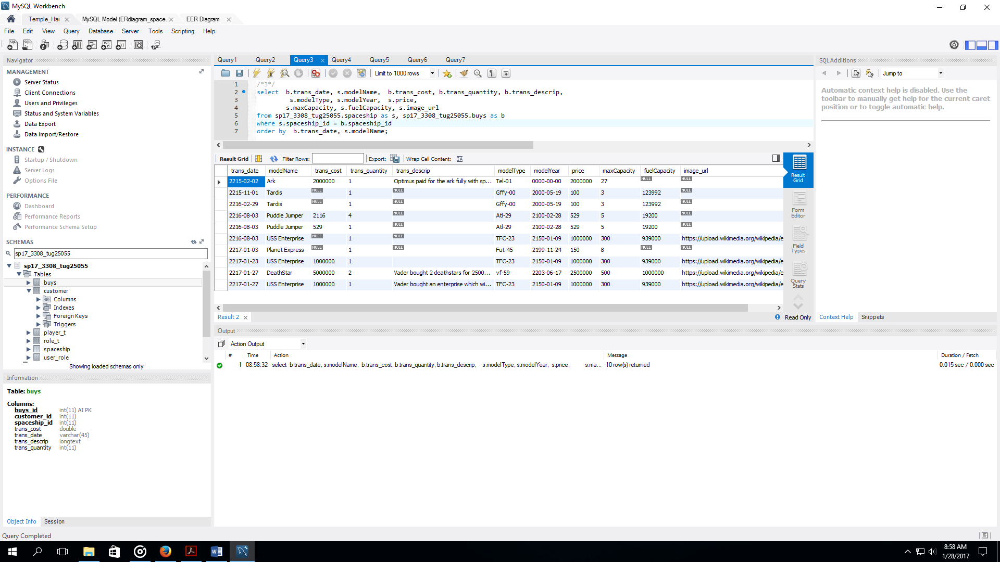 MySQL Workbench
Temple_Hai
MySQL Model (ERdiagram_space..
EER Diagram
File Edit View Query Database Server Tools Scripting Help
Navigator
MANAGEMENT
Server Status
Client Connections
Users and Privileges
Status and System Variables
Data Export
Data Import/Restore
INSTANCE
Startup / Shutdown
Server Logs
Options File
PERFORMANCE
Dashboard
Performance Reports
Performance Schema Setup
SCHEMAS
sp17_3308_tug25055
sp17_3308_tug25055
Tables
buys
customer
Columns
Indexes
Foreign Keys
Triggers
player_t
role_t
spaceship
user_role
Showing loaded schemas only
Information
Table: buys
Columns:
buys_id int(11) AI PK
customer_id int(11)
spaceship_id int(11)
trans_cost double
trans_date varchar(45)
trans_descrip longtext
trans_quantity int(11)
Object Info Session
Query Completed
Query1 Query2 Query3 Query4 Query5 Query6 Query7
Limit to 1000 rows
1 /*3*/
2 select b.trans_date, s.modelName, b.trans_cost, b.trans_quantity, b.trans_descrip,
3 s.modelType, s.modelYear, s.price,
4 s.maxCapacity, s.fuelCapacity, s.image_url
5 from sp17_3308_tug25055.spaceship as s, sp17_3308_tug25055.buys as b
6 where s.spaceship_id = b.spaceship_id
7 order by b.trans_date, s.modelName;
Result Grid Filter Rows: Export: Wrap Cell Content:
trans_date modelName trans_cost trans_quantity trans_descrip modelType modelYear price maxCapacity fuelCapacity image_url
2215-02-02 Ark 2000000 1 Optimus paid for the ark fully with sp... Tel-01 0000-00-00 2000000 27 NULL NULL
2215-11-01 Tardis NULL 1 NULL Gffy-00 2000-05-19 100 3 123992 NULL
2216-02-29 Tardis NULL 1 NULL Gffy-00 2000-05-19 100 3 123992 NULL
2216-08-03 Puddle Jumper 2116 4 NULL Atl-29 2100-02-28 529 5 19200 NULL
2216-08-03 Puddle Jumper 529 1 NULL Atl-29 2100-02-28 529 5 19200 NULL
2216-08-03 USS Enterprise NULL 1 NULL TFC-23 2150-01-09 1000000 300 939000 https://upload.wikimedia.org/wikipedia/e
2217-01-03 Planet Express NULL 1 NULL Fut-45 2199-11-24 150 8 NULL NULL
2217-01-23 USS Enterprise 1000000 1 TFC-23 2150-01-09 1000000 300 939000 https://upload.wikimedia.org/wikipedia/e
2217-01-27 DeathStar 5000000 2 Vader bought 2 deathstars for 2500... vf-59 2203-06-17 2500000 500 1000000 https://upload.wikimedia.org/wikipedia/e
2217-01-27 USS Enterprise 1000000 1 Vader bought an enterprise which wi... TFC-23 2150-01-09 1000000 300 939000 https://upload.wikimedia.org/wikipedia/e
Result Grid
Form Editor
Field Types
Query Stats
Result 2
Read Only
Output
Action Output
# Time Action Message Duration / Fetch
1 08:58:32 select b.trans_date, s.modelName, b.trans_cost, b.trans_quantity, b.trans_descrip, s.modelType, s.modelYear, s.price, s.ma... 10 row(s) returned 0.015 sec / 0.000 sec
SQLAdditions
Jump to
Automatic context help is disabled. Use the
toolbar to manually get help for the current caret
position or to toggle automatic help.
Context Help Snippets
8:58 AM
1/28/2017